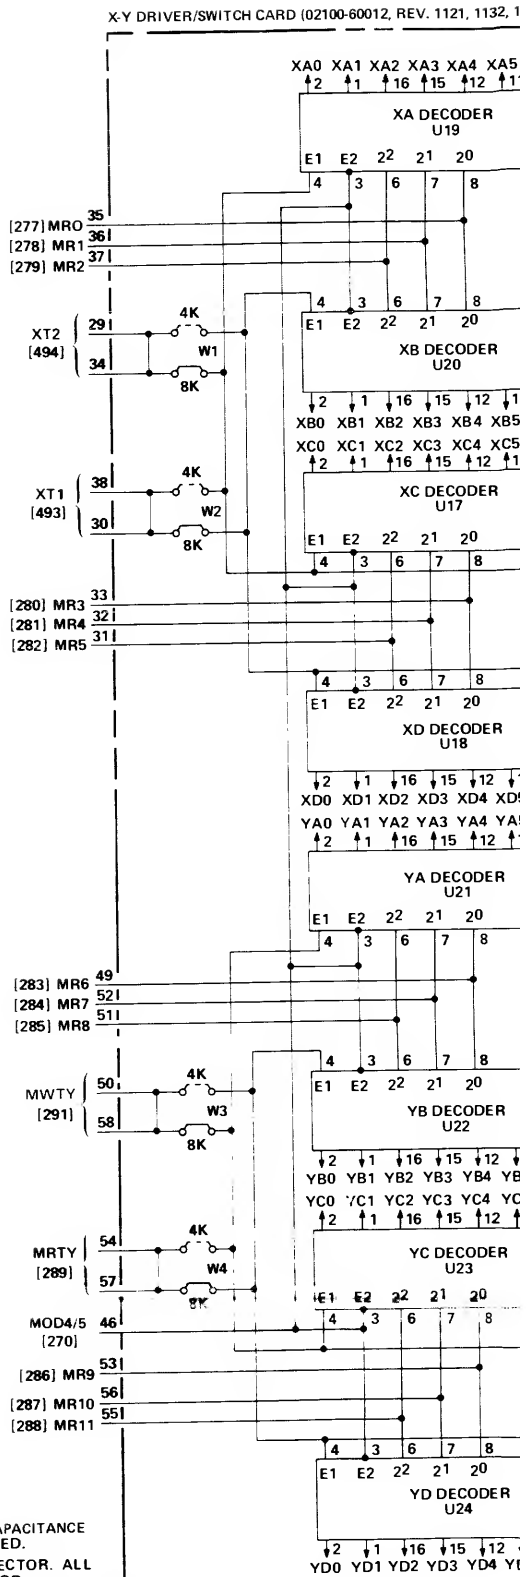 X-Y DRIVER/SWITCH CARD (02100-60012, REV. 1121, 1132, 1
XA0 XA1 XA2 XA3 XA4 XA5
2 1 16 15 12 11
XA DECODER
U19
E1 E2 2² 2¹ 2⁰
4 3 6 7 8
[277] MR0 35
[278] MR1 36
[279] MR2 37
4 3 6 7 8
E1 E2 2² 2¹ 2⁰
XB DECODER
U20
XT2 [494] 29 34
4K
W1
8K
2 1 16 15 12 1
XB0 XB1 XB2 XB3 XB4 XB5
XC0 XC1 XC2 XC3 XC4 XC5
2 1 16 15 12 1
XC DECODER
U17
XT1 [493] 38 30
4K
W2
8K
E1 E2 2² 2¹ 2⁰
4 3 6 7 8
[280] MR3 33
[281] MR4 32
[282] MR5 31
4 3 6 7 8
E1 E2 2² 2¹ 2⁰
XD DECODER
U18
2 1 16 15 12 1
XD0 XD1 XD2 XD3 XD4 XD5
YA0 YA1 YA2 YA3 YA4 YA5
2 1 16 15 12 1
YA DECODER
U21
E1 E2 2² 2¹ 2⁰
4 3 6 7 8
[283] MR6 49
[284] MR7 52
[285] MR8 51
4 3 6 7 8
E1 E2 2² 2¹ 2⁰
YB DECODER
U22
MWTY [291] 50 58
4K
W3
8K
2 1 16 15 12
YB0 YB1 YB2 YB3 YB4 YB
YC0 YC1 YC2 YC3 YC4 YC
2 1 16 15 12
YC DECODER
U23
MRTY [289] 54 57
4K
W4
8K
E1 E2 2² 2¹ 2⁰
4 3 6 7 8
MOD4/5 46
[270]
[286] MR9 53
[287] MR10 56
[288] MR11 55
4 3 6 7 8
E1 E2 2² 2¹ 2⁰
YD DECODER
U24
2 1 16 15 12
YD0 YD1 YD2 YD3 YD4 YD
APACITANCE
ED.
ECTOR. ALL